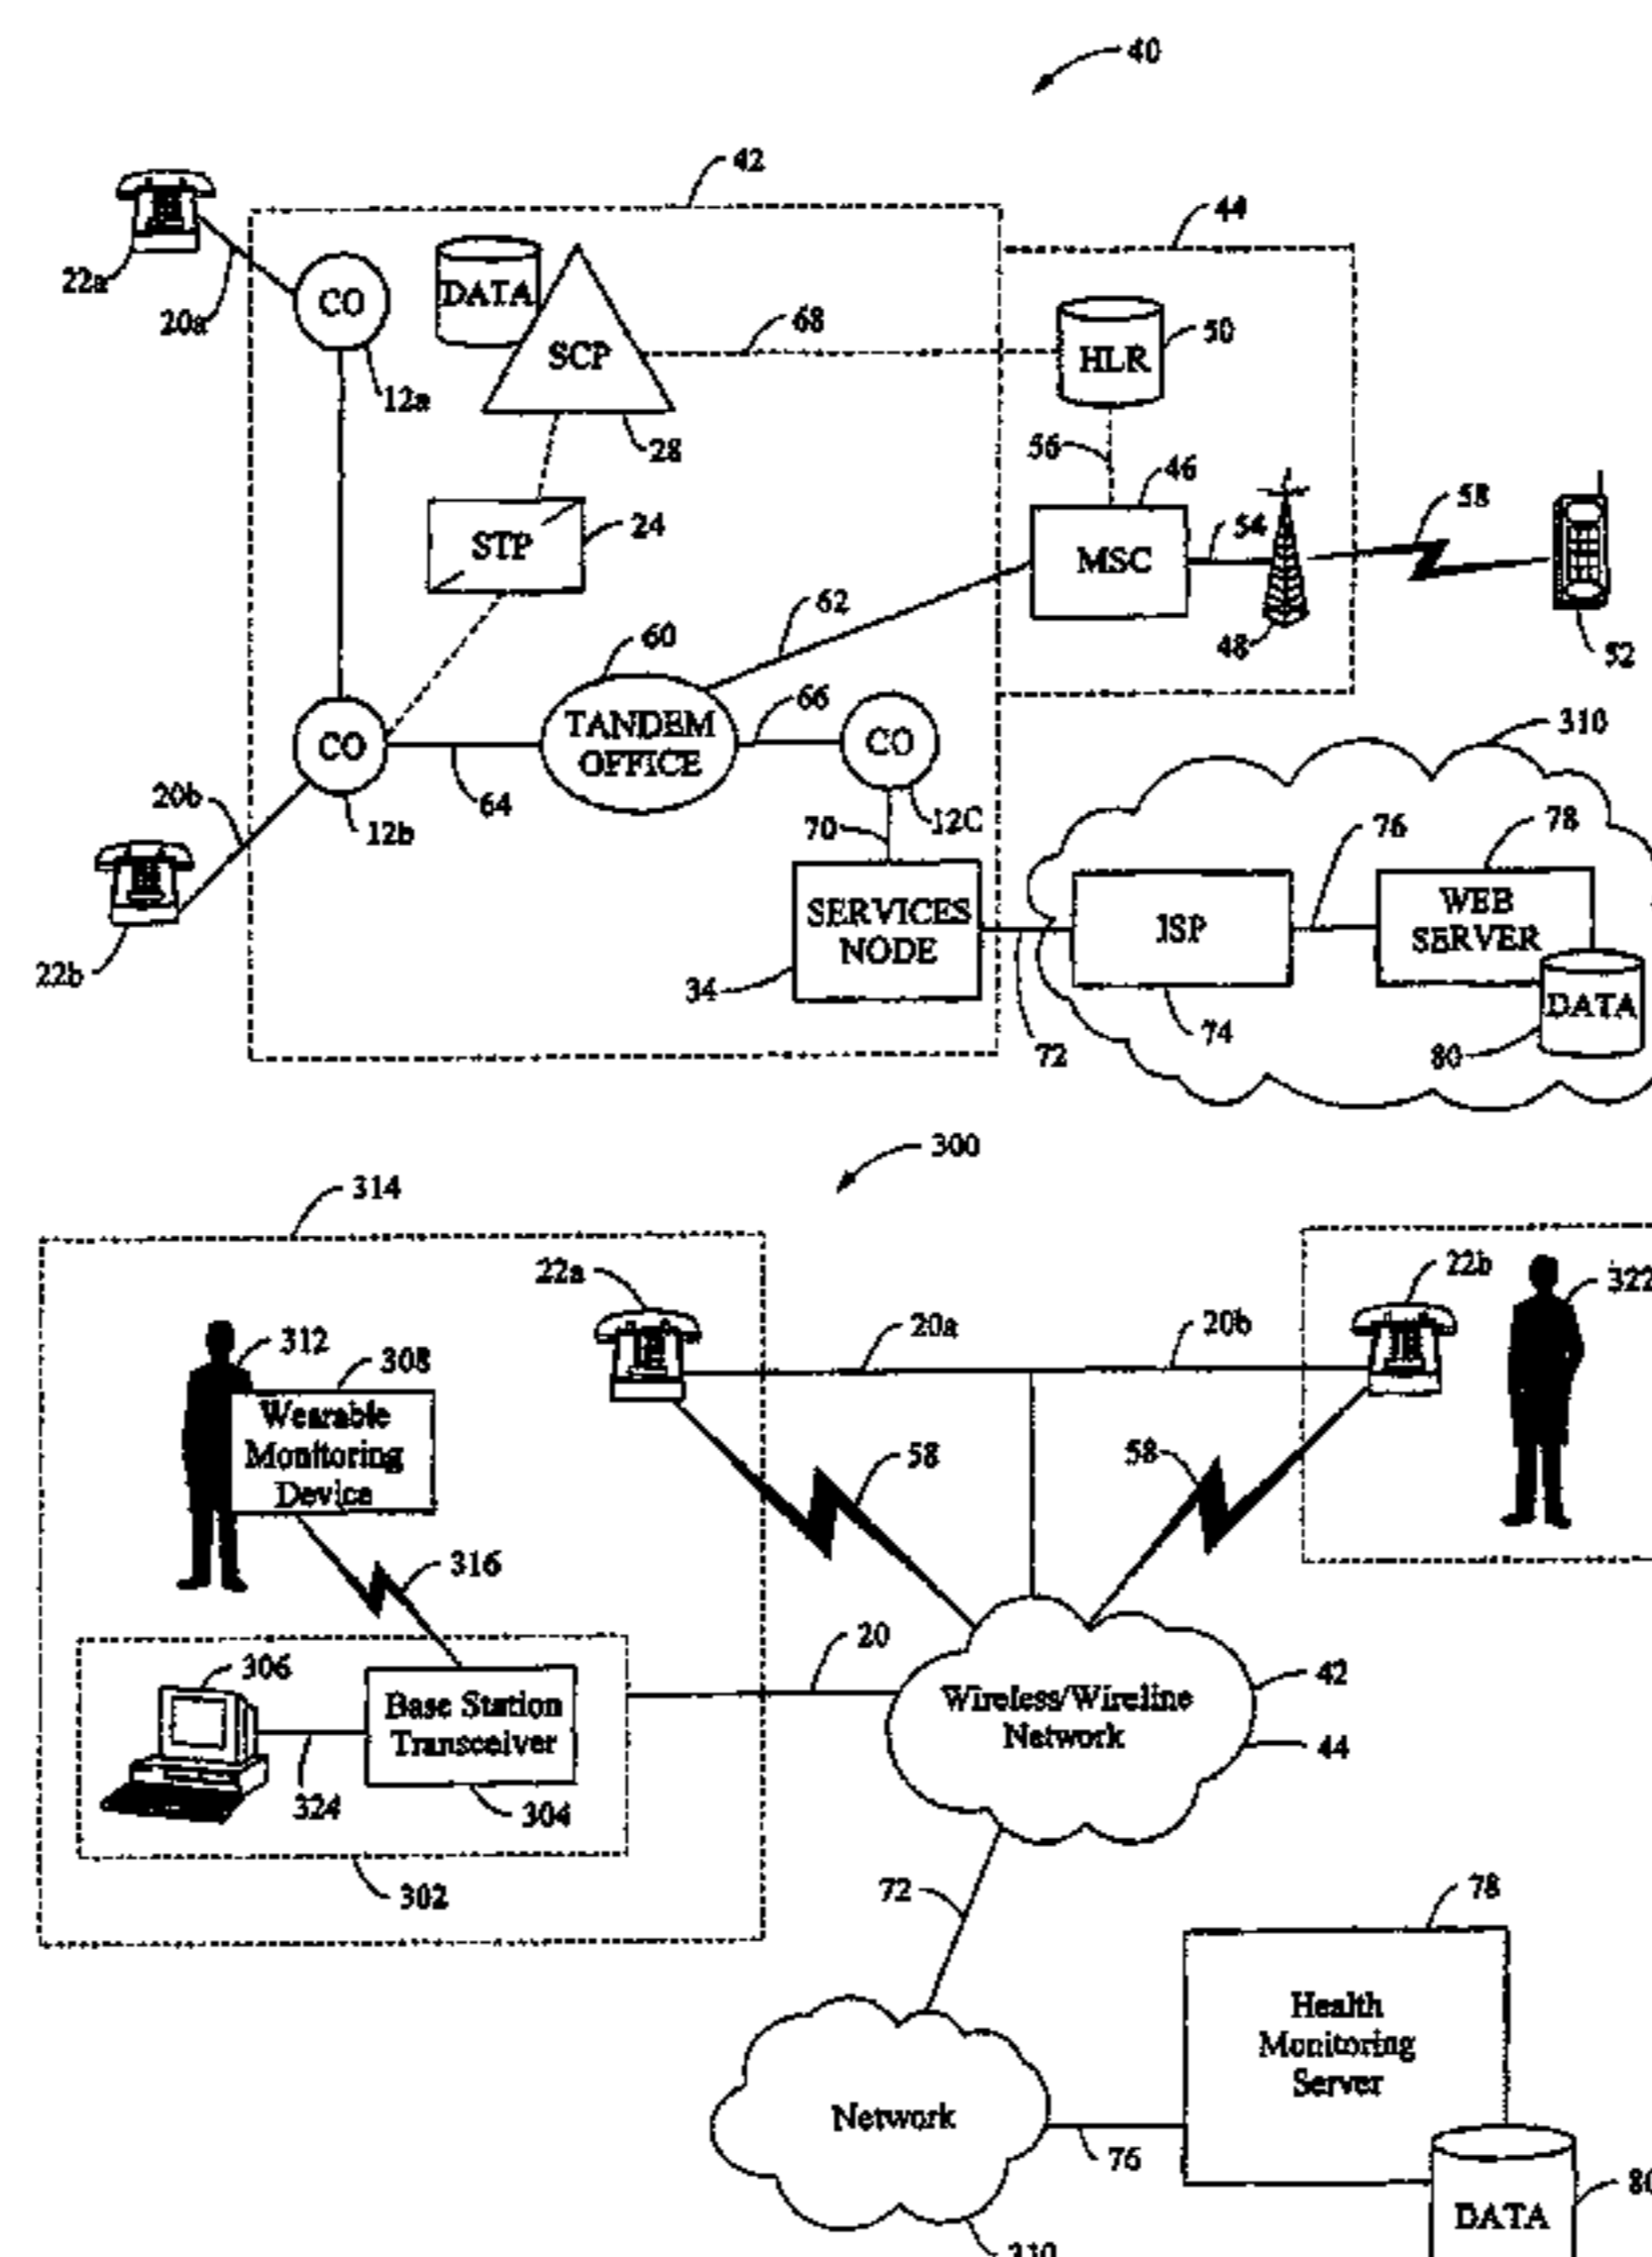 40
42
44
22a
20a
CO
12a
DATA
SCP
28
68
HLR
50
56
46
STP
24
MSC
54
48
58
52
62
60
TANDEM
OFFICE
66
CO
12C
CO
12b
64
20b
22b
70
SERVICES
NODE
34
72
310
ISP
74
76
78
WEB
SERVER
DATA
80
300
314
22a
20a
20b
22b
322
312
308
Wearable
Monitoring
Device
58
58
316
306
Base Station
Transceiver
324
304
302
20
Wireless/Wireline
Network
42
44
72
78
Health
Monitoring
Server
Network
76
DATA